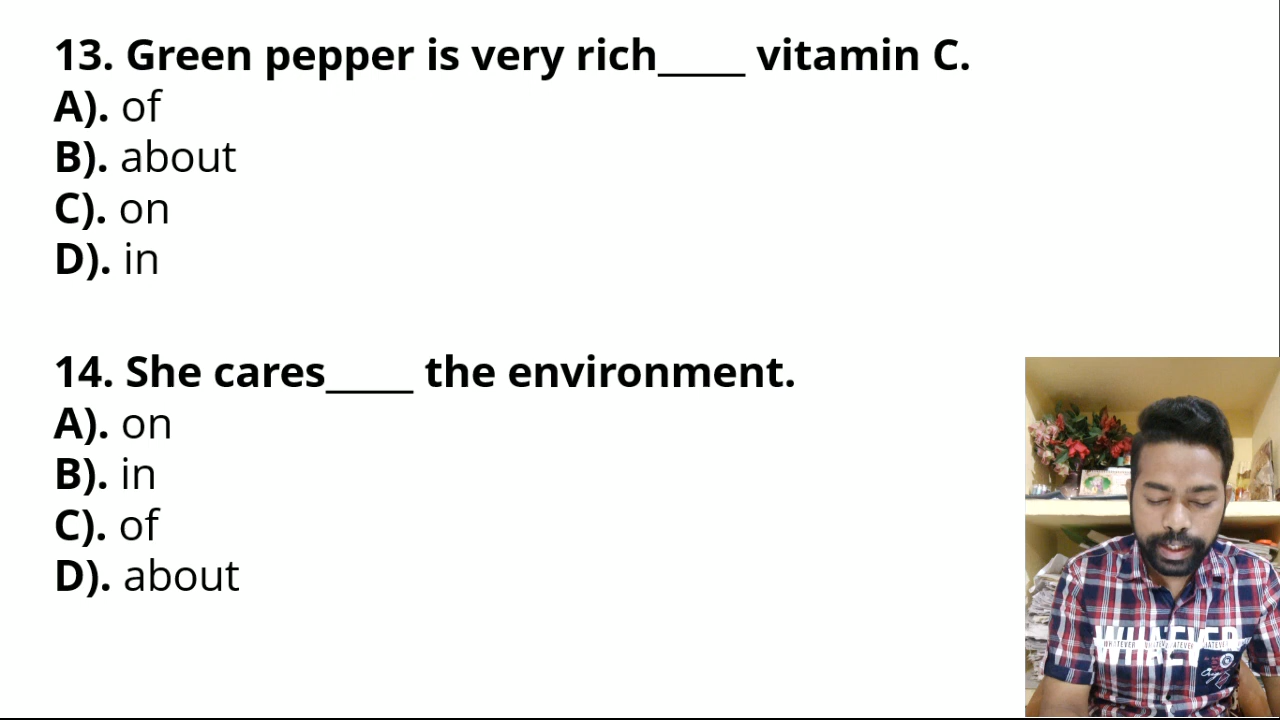 13. Green pepper is very rich_____ vitamin C.
A). of
B). about
C). on
D). in
14. She cares_____ the environment.
A). on
B). in
C). of
D). about
WHATEVER